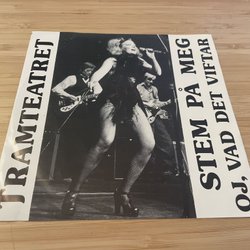 TRAMTEATRET
STEM PÅ MEG
OJ, VAD DET VIFTAR